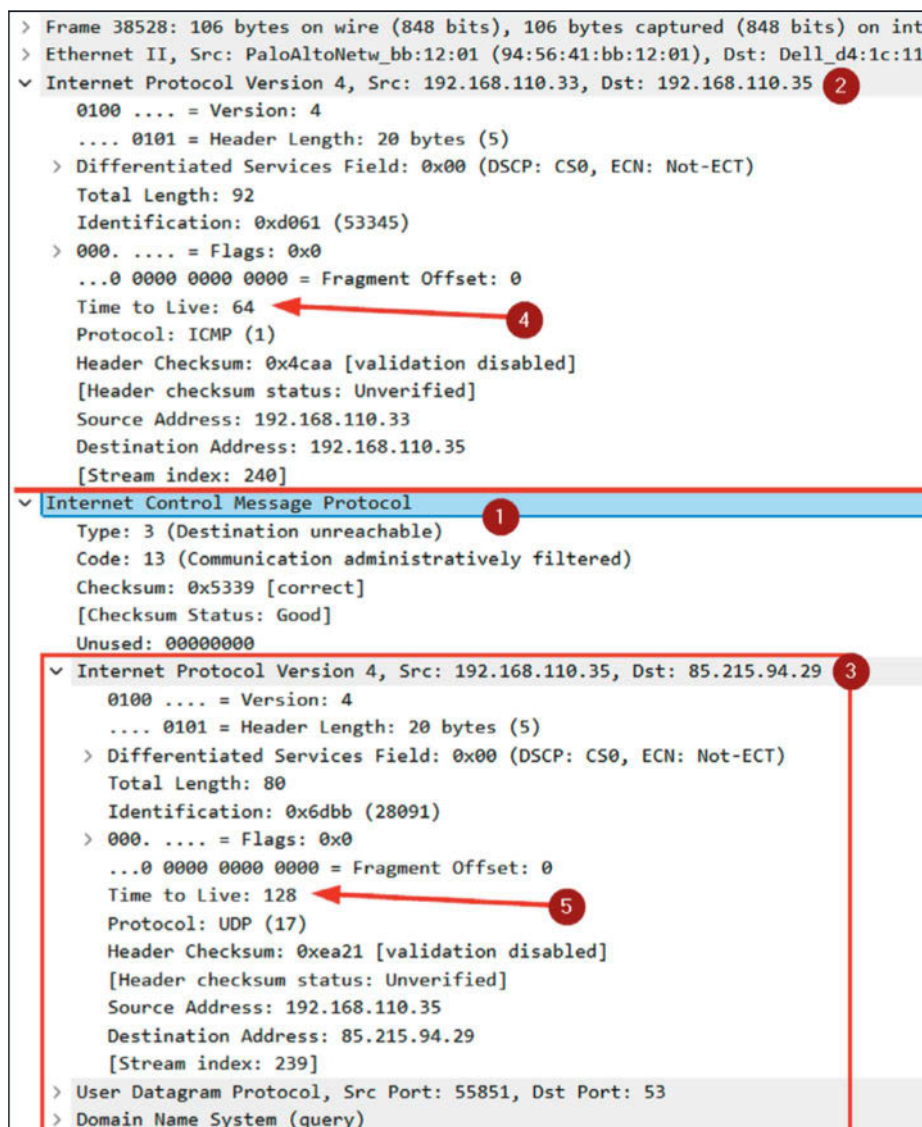 > Frame 38528: 106 bytes on wire (848 bits), 106 bytes captured (848 bits) on int
> Ethernet II, Src: PaloAltoNetw_bb:12:01 (94:56:41:bb:12:01), Dst: Dell_d4:1c:11
Internet Protocol Version 4, Src: 192.168.110.33, Dst: 192.168.110.35 2
0100 .... = Version: 4
.... 0101 = Header Length: 20 bytes (5)
> Differentiated Services Field: 0x00 (DSCP: CS0, ECN: Not-ECT)
Total Length: 92
Identification: 0xd061 (53345)
> 000. .... = Flags: 0x0
...0 0000 0000 0000 = Fragment Offset: 0
Time to Live: 64 4
Protocol: ICMP (1)
Header Checksum: 0x4caa [validation disabled]
[Header checksum status: Unverified]
Source Address: 192.168.110.33
Destination Address: 192.168.110.35
[Stream index: 240]
Internet Control Message Protocol 1
Type: 3 (Destination unreachable)
Code: 13 (Communication administratively filtered)
Checksum: 0x5339 [correct]
[Checksum Status: Good]
Unused: 00000000
Internet Protocol Version 4, Src: 192.168.110.35, Dst: 85.215.94.29 3
0100 .... = Version: 4
.... 0101 = Header Length: 20 bytes (5)
> Differentiated Services Field: 0x00 (DSCP: CS0, ECN: Not-ECT)
Total Length: 80
Identification: 0x6dbb (28091)
> 000. .... = Flags: 0x0
...0 0000 0000 0000 = Fragment Offset: 0
Time to Live: 128 5
Protocol: UDP (17)
Header Checksum: 0xea21 [validation disabled]
[Header checksum status: Unverified]
Source Address: 192.168.110.35
Destination Address: 85.215.94.29
[Stream index: 239]
> User Datagram Protocol, Src Port: 55851, Dst Port: 53
> Domain Name System (query)